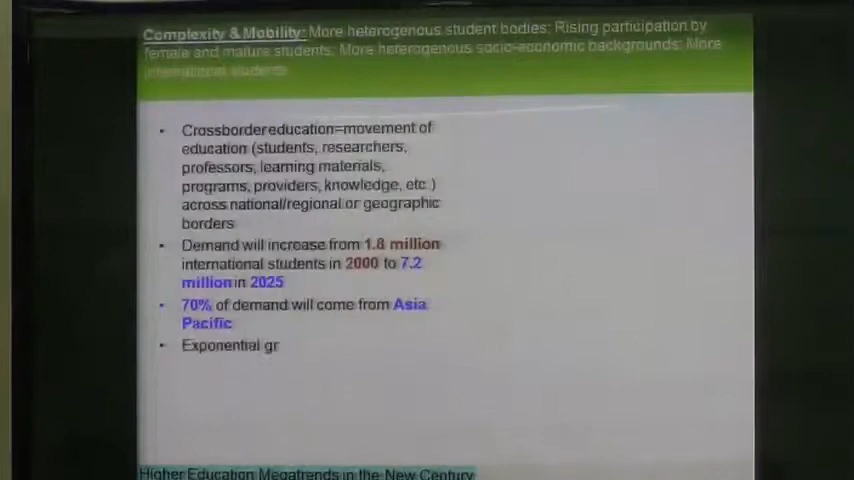 Complexity & Mobility: More heterogenous student bodies: Rising participation by
female and mature students: More heterogenous socio-economic backgrounds: More
international students
• Crossborder education=movement of
education (students, researchers,
professors, learning materials,
programs, providers, knowledge, etc.)
across national/regional or geographic
borders
• Demand will increase from 1.8 million
international students in 2000 to 7.2
million in 2025
• 70% of demand will come from Asia
Pacific
• Exponential gr
Higher Education Megatrends in the New Century